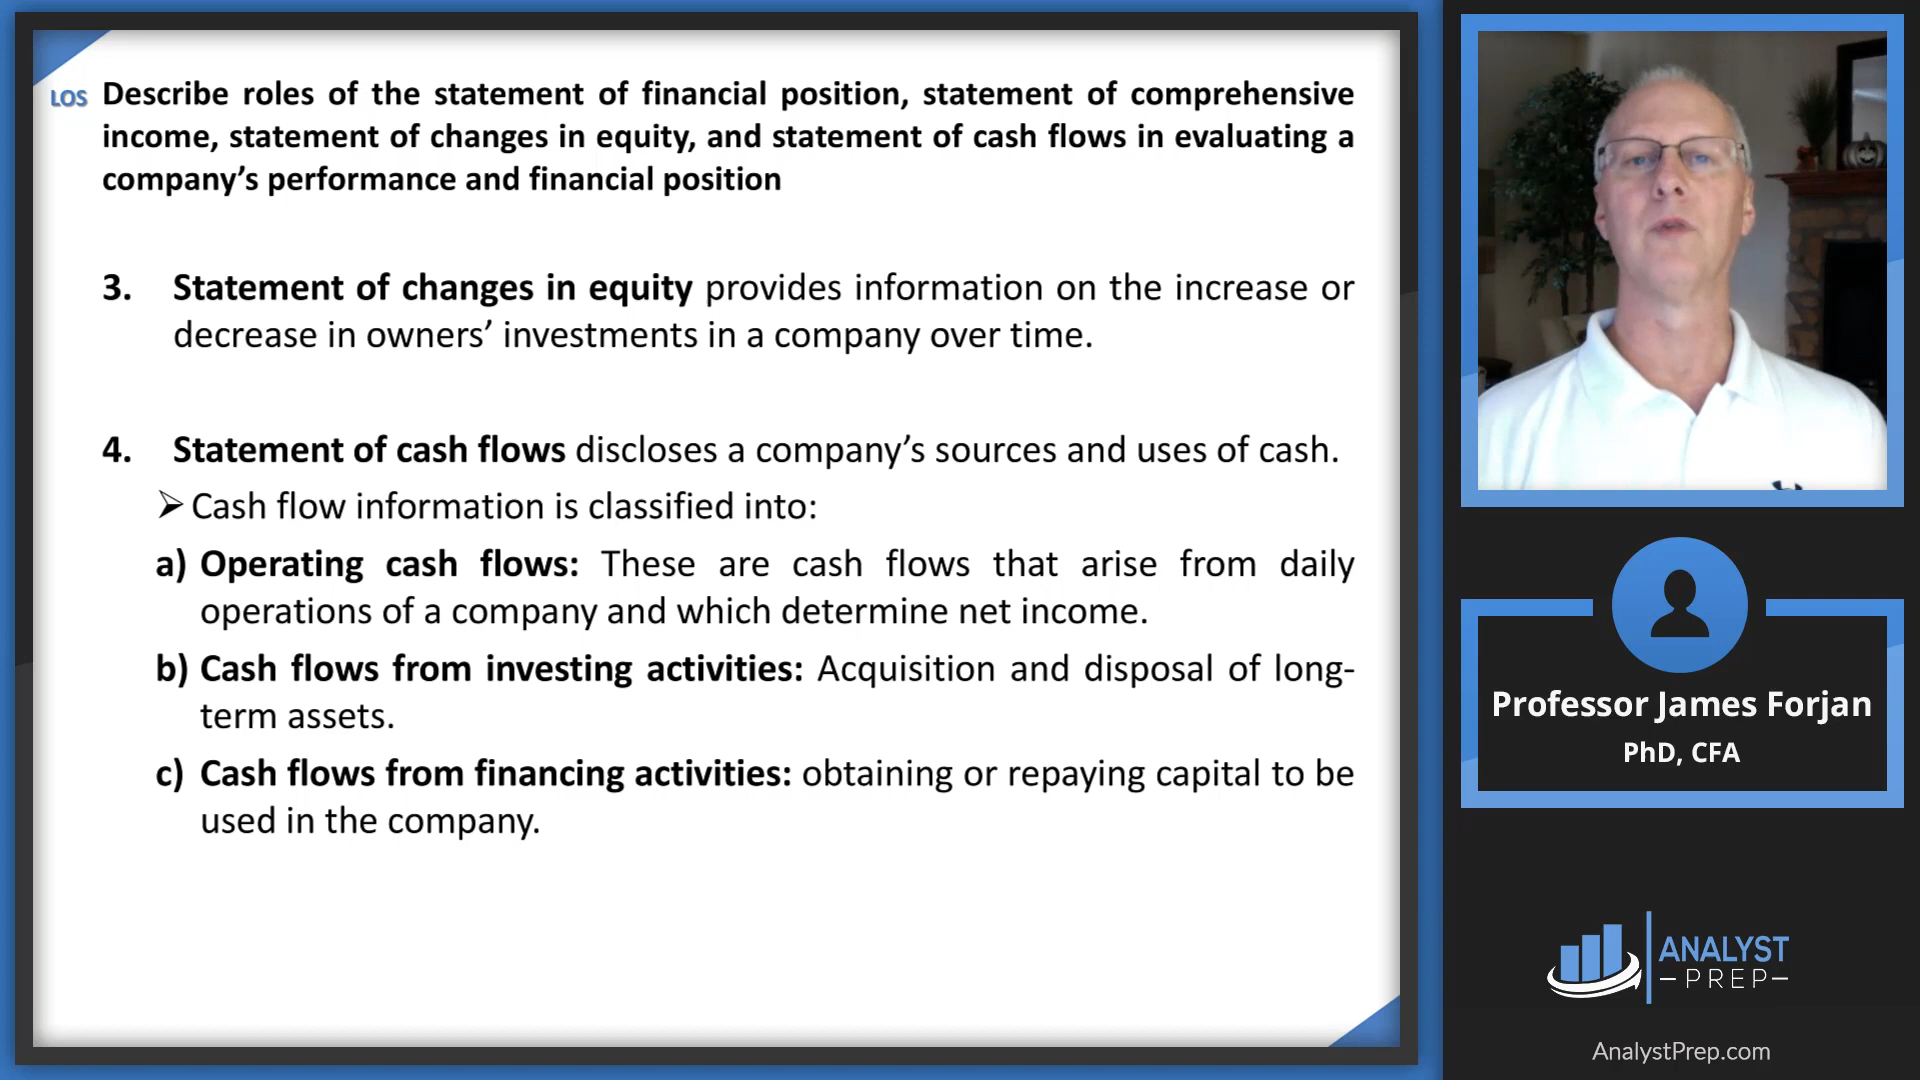 LOS Describe roles of the statement of financial position, statement of comprehensive
income, statement of changes in equity, and statement of cash flows in evaluating a
company’s performance and financial position
3. Statement of changes in equity provides information on the increase or
decrease in owners’ investments in a company over time.
4. Statement of cash flows discloses a company’s sources and uses of cash.
➢ Cash flow information is classified into:
a) Operating cash flows: These are cash flows that arise from daily
operations of a company and which determine net income.
b) Cash flows from investing activities: Acquisition and disposal of long-
term assets.
c) Cash flows from financing activities: obtaining or repaying capital to be
used in the company.
Professor James Forjan
PhD, CFA
ANALYST
PREP
AnalystPrep.com